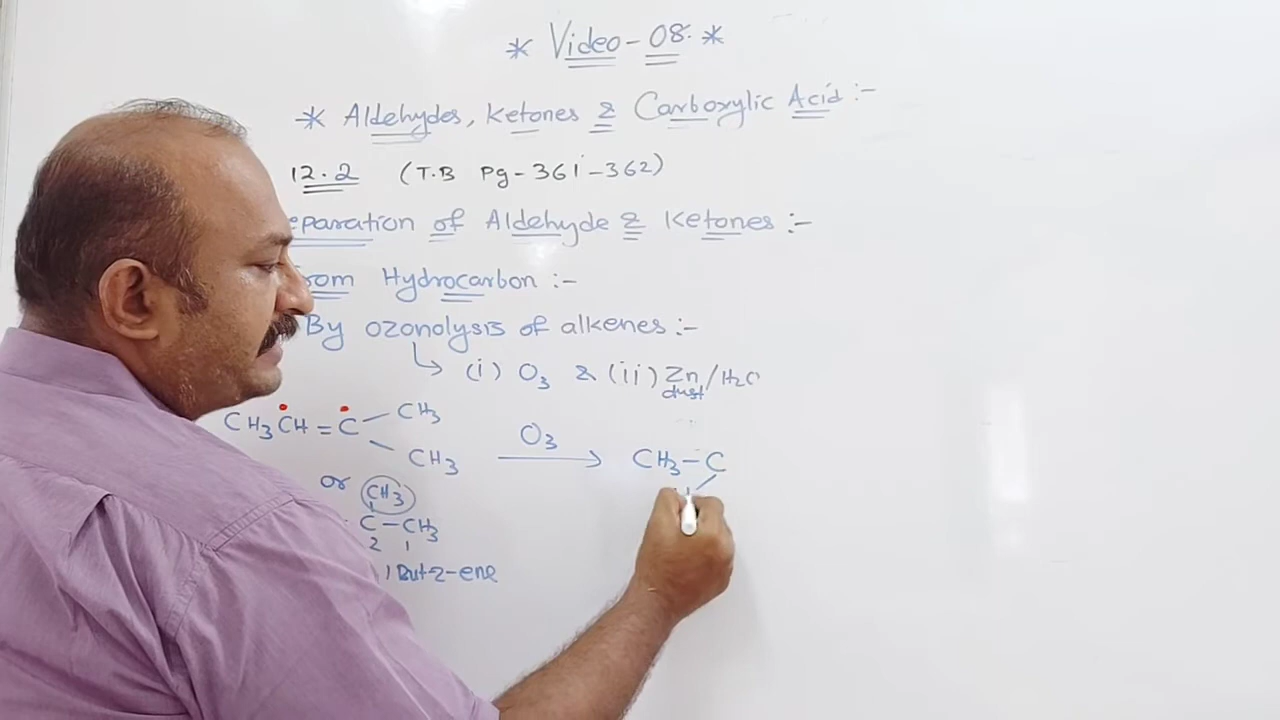 * Video-08. *
* Aldehydes, Ketones & Carboxylic Acid :-
12.2 (T.B Pg-361-362)
eparation of Aldehyde & Ketones :-
rom Hydrocarbon :-
By ozonolysis of alkenes :-
↳ (i) O3 & (ii) Zn/H2O
dust
CH3CH=C
CH3
CH3
O3
CH3-C
or
CH3
C-CH3
2 1
But-2-ene